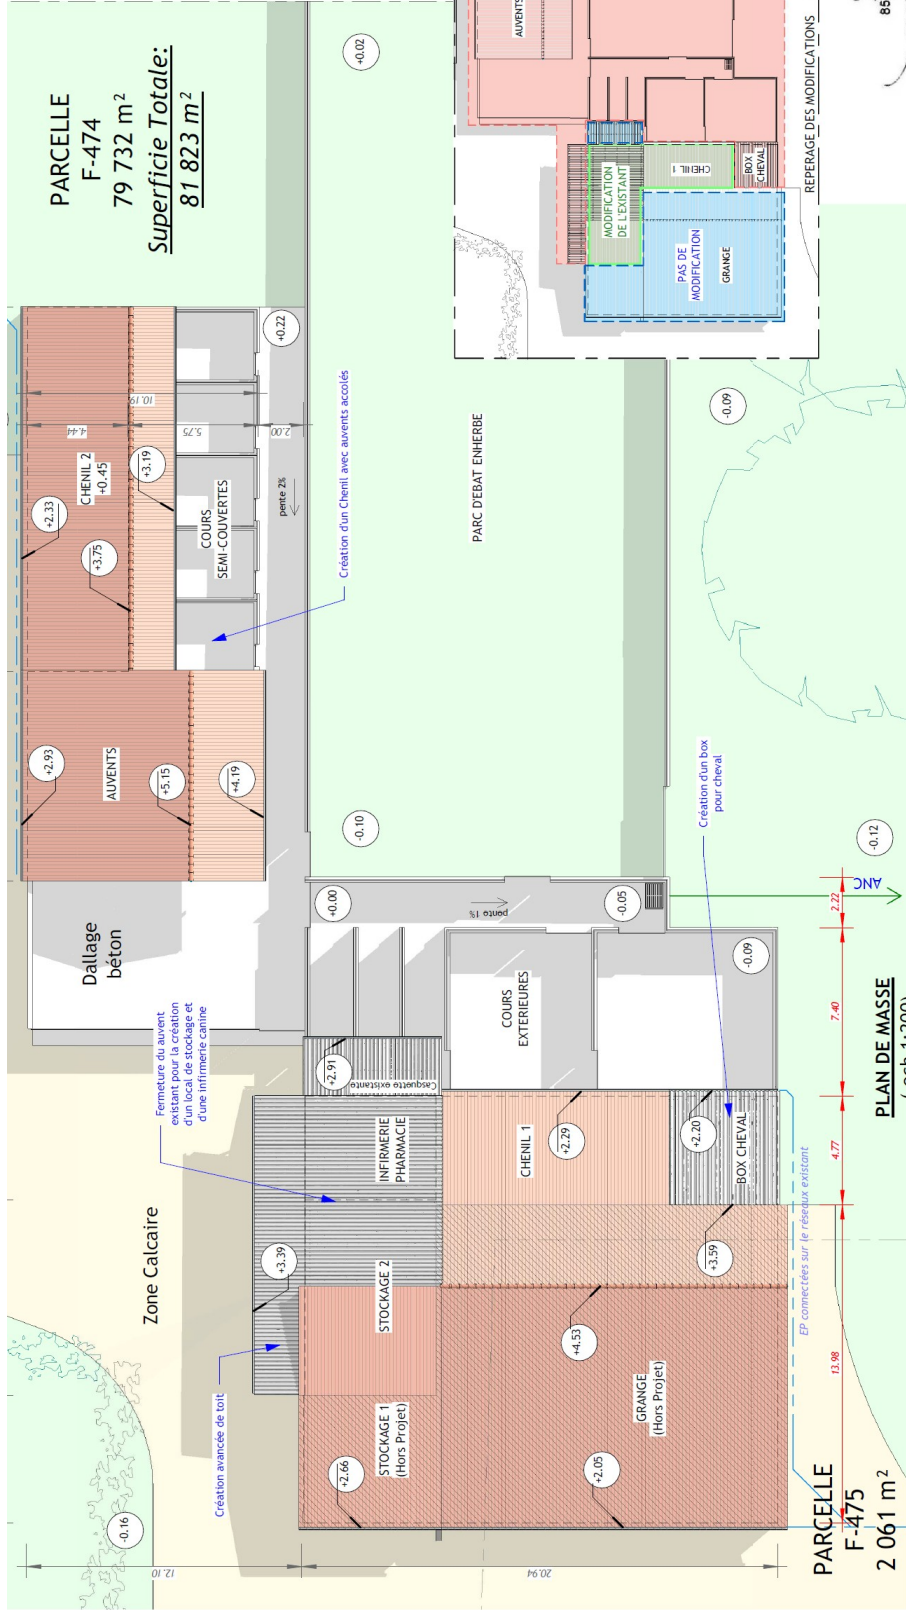 PARCELLE
F-474
79 732 m²
Superficie Totale:
81 823 m²
+0.02
AUVENTS
MODIFICATION
DE L'EXISTANT
CHENIL 1
BOX
CHEVAL
PAS DE
MODIFICATION
GRANGE
REPERAGE DES MODIFICATIONS
85
+0.22
10.19
4.44
5.75
2.00
CHENIL 2
+0.45
+2.33
+3.19
+3.75
COURS
SEMI-COUVERTES
pente 2%
Création d'un Chenil avec auvents accolés
PARC D'EBAT ENHERBE
-0.09
AUVENTS
+2.93
+5.15
+4.19
-0.10
Création d'un box
pour cheval
-0.12
ANC
Dallage
béton
+0.00
pente 1%
-0.05
2.22
COURS
EXTERIEURES
-0.09
7.40
PLAN DE MASSE
Fermeture du auvent
existant pour la création
d'un local de stockage et
d'une infirmerie canine
+2.91
Casquette existante
INFIRMERIE
PHARMACIE
CHENIL 1
+2.29
+2.20
BOX CHEVAL
4.77
Zone Calcaire
+3.39
STOCKAGE 2
+3.59
EP connectées sur le réseaux existant
Création avancée de toit
STOCKAGE 1
(Hors Projet)
+4.53
GRANGE
(Hors Projet)
13.98
+2.66
+2.05
-0.16
12.10
20.94
PARCELLE
F-475
2 061 m²